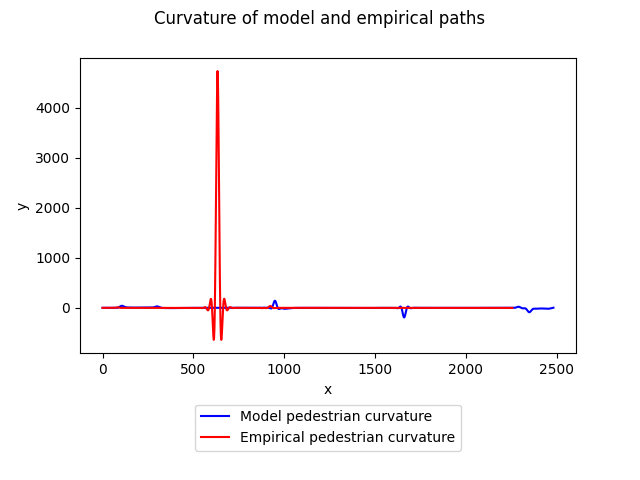 Curvature of model and empirical paths
y
4000
3000
2000
1000
0
0 500 1000 1500 2000 2500
x
Model pedestrian curvature
Empirical pedestrian curvature